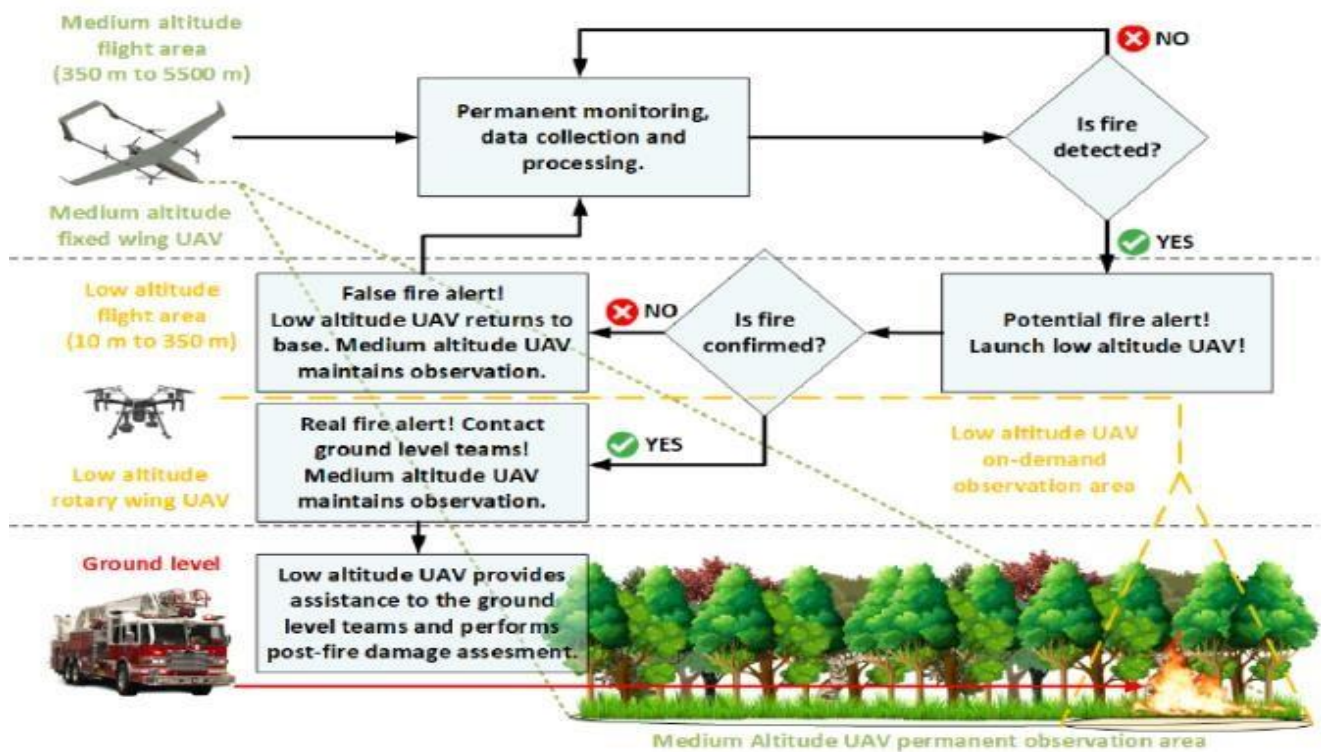 Medium altitude
flight area
(350 m to 5500 m)
Medium altitude
fixed wing UAV
Permanent monitoring,
data collection and
processing.
NO
Is fire
detected?
YES
Low altitude
flight area
(10 m to 350 m)
Low altitude
rotary wing UAV
False fire alert!
Low altitude UAV returns to
base. Medium altitude UAV
maintains observation.
NO
Is fire
confirmed?
Potential fire alert!
Launch low altitude UAV!
Real fire alert! Contact
ground level teams!
Medium altitude UAV
maintains observation.
YES
Low altitude UAV
on-demand
observation area
Ground level
Low altitude UAV provides
assistance to the ground
level teams and performs
post-fire damage assesment.
Medium Altitude UAV permanent observation area